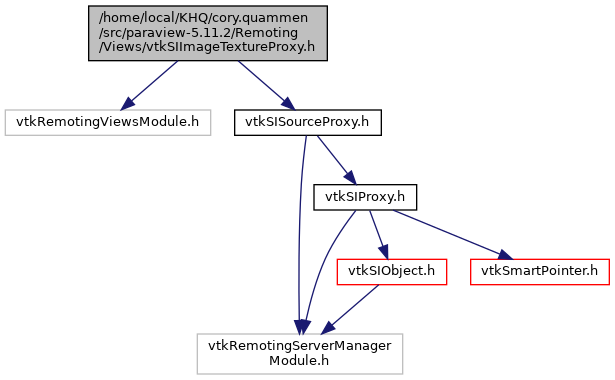 /home/local/KHQ/cory.quammen
/src/paraview-5.11.2/Remoting
/Views/vtkSIImageTextureProxy.h
vtkRemotingViewsModule.h
vtkSISourceProxy.h
vtkSIProxy.h
vtkSIObject.h
vtkSmartPointer.h
vtkRemotingServerManager
Module.h